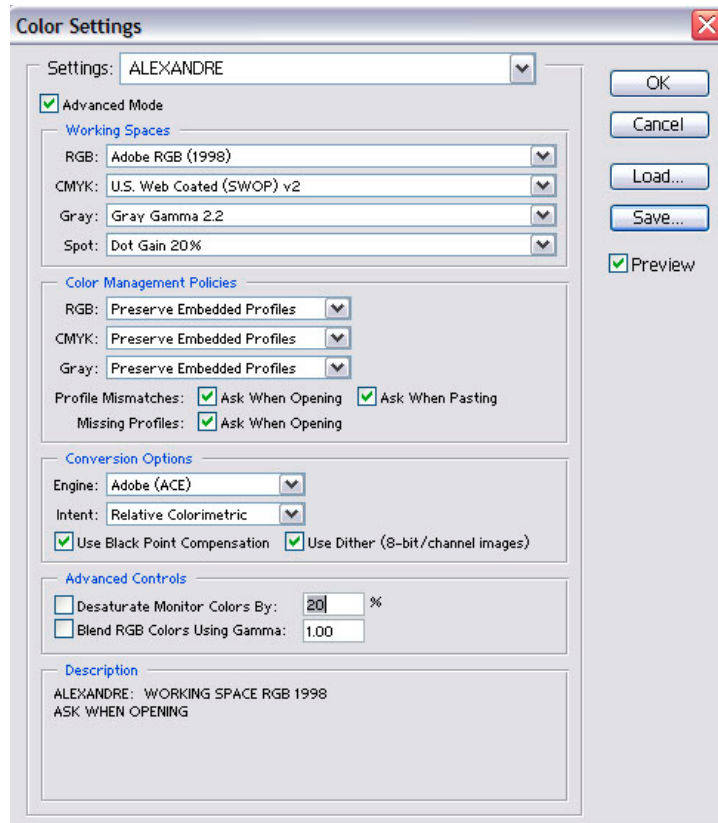 Color Settings
Settings: ALEXANDRE
OK
Advanced Mode
Cancel
Working Spaces
RGB: Adobe RGB (1998)
CMYK: U.S. Web Coated (SWOP) v2
Load...
Gray: Gray Gamma 2.2
Save...
Spot: Dot Gain 20%
Preview
Color Management Policies
RGB: Preserve Embedded Profiles
CMYK: Preserve Embedded Profiles
Gray: Preserve Embedded Profiles
Profile Mismatches: Ask When Opening Ask When Pasting
Missing Profiles: Ask When Opening
Conversion Options
Engine: Adobe (ACE)
Intent: Relative Colorimetric
Use Black Point Compensation Use Dither (8-bit/channel images)
Advanced Controls
Desaturate Monitor Colors By: 20 %
Blend RGB Colors Using Gamma: 1.00
Description
ALEXANDRE: WORKING SPACE RGB 1998
ASK WHEN OPENING